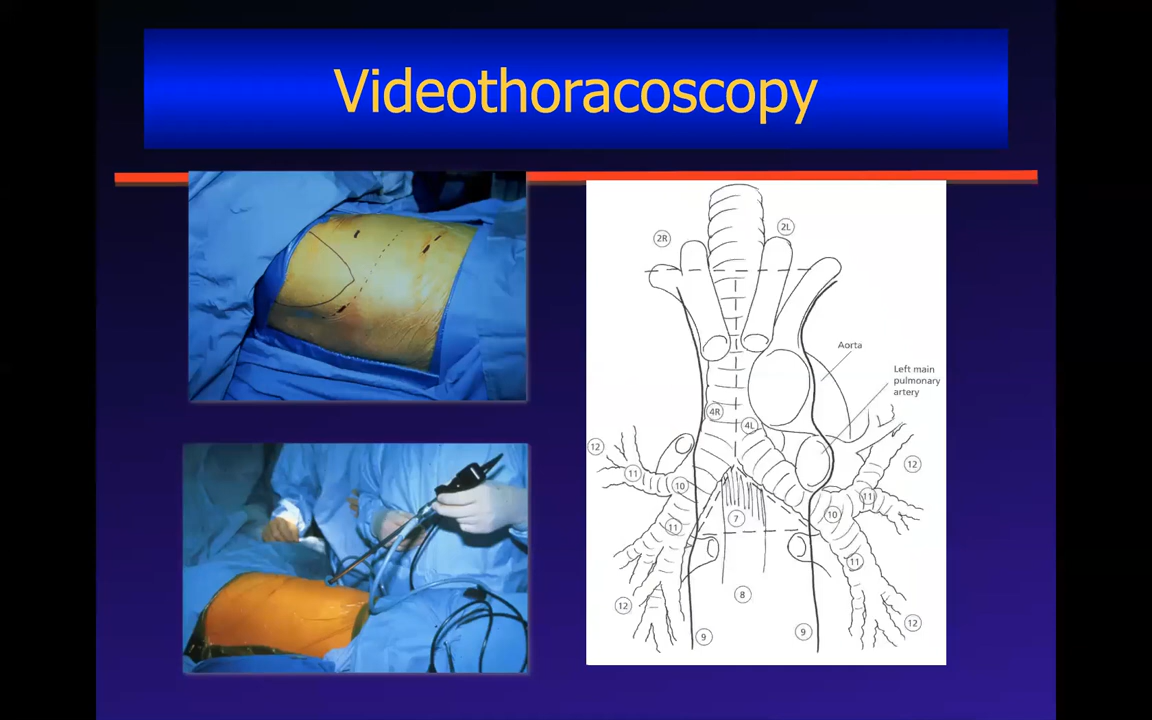 Videothoracoscopy
2R
2L
Aorta
Left main
pulmonary
artery
4R
4L
12
11
10
12
11
10
11
7
11
8
12
12
9
9